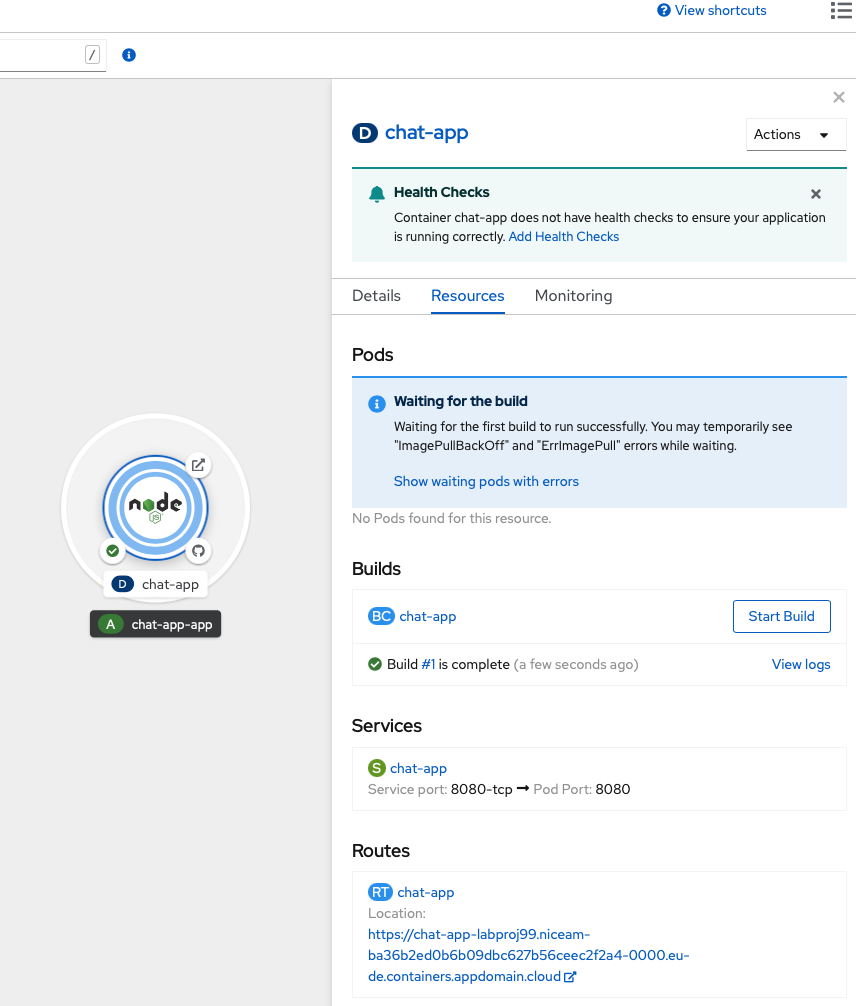 View shortcuts
/
chat-app
Actions
Health Checks
Container chat-app does not have health checks to ensure your application
is running correctly. Add Health Checks
Details
Resources
Monitoring
Pods
Waiting for the build
Waiting for the first build to run successfully. You may temporarily see
"ImagePullBackOff" and "ErrImagePull" errors while waiting.
Show waiting pods with errors
No Pods found for this resource.
Builds
BC chat-app
Start Build
Build #1 is complete (a few seconds ago)
View logs
Services
S chat-app
Service port: 8080-tcp → Pod Port: 8080
Routes
RT chat-app
Location:
https://chat-app-labproj99.niceam-
ba36b2ed0b6b09dbc627b56ceec2f2a4-0000.eu-
de.containers.appdomain.cloud
node
JS
D chat-app
A chat-app-app
D